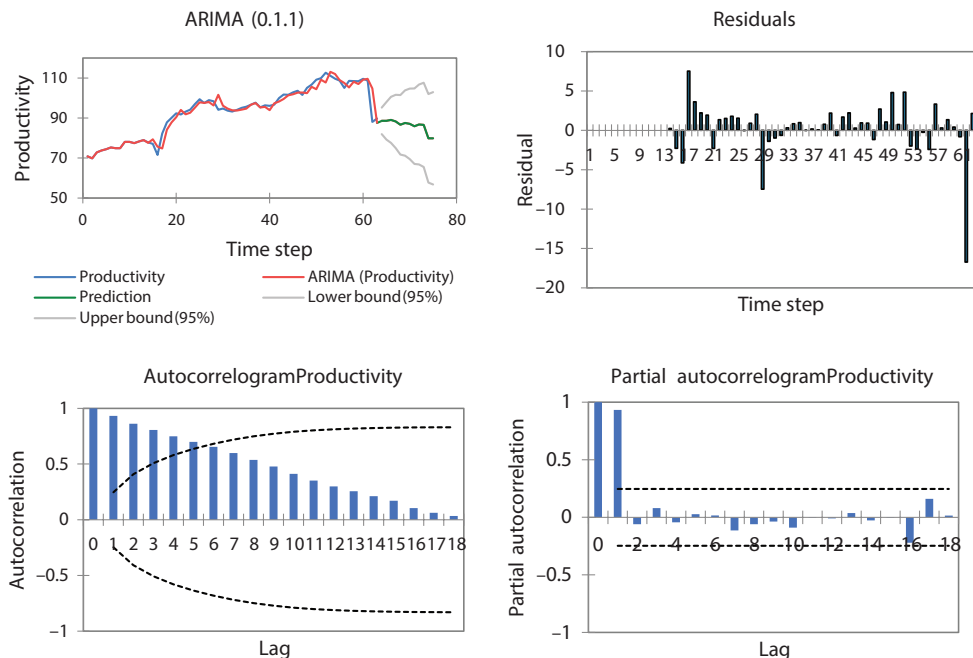 ARIMA (0.1.1)
Productivity
110
90
70
50
0 20 40 60 80
Time step
Productivity ARIMA (Productivity)
Prediction Lower bound (95%)
Upper bound (95%)
Residuals
Residual
10
5
0
−5
−10
−15
−20
1 5 9 13 17 21 25 29 33 37 41 45 49 53 57 61
Time step
AutocorrelogramProductivity
Autocorrelation
1
0.5
0
−0.5
−1
0 1 2 3 4 5 6 7 8 9 10 11 12 13 14 15 16 17 18
Lag
Partial autocorrelogramProductivity
Partial autocorrelation
1
0.5
0
−0.5
−1
0 2 4 6 8 10 12 14 16 18
Lag